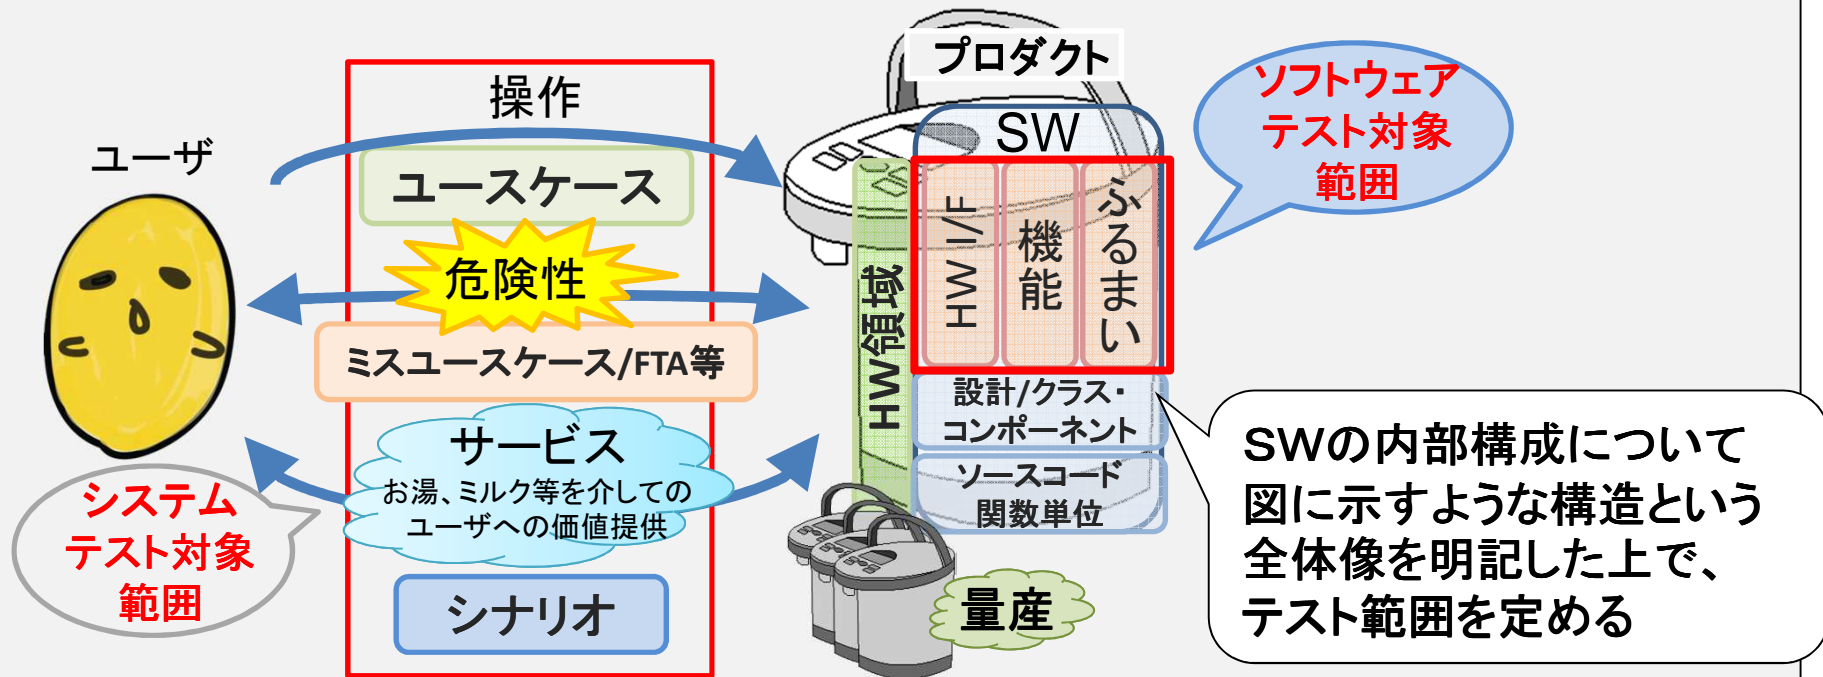 ユーザ
操作
ユースケース
危険性
ミスユースケース/FTA等
サービス
お湯、ミルク等を介しての
ユーザへの価値提供
シナリオ
システム
テスト対象
範囲
プロダクト
SW
HW領域
HW I/F
機能
ふるまい
設計/クラス・
コンポーネント
ソースコード
関数単位
量産
ソフトウェア
テスト対象
範囲
SWの内部構成について
図に示すような構造という
全体像を明記した上で、
テスト範囲を定める